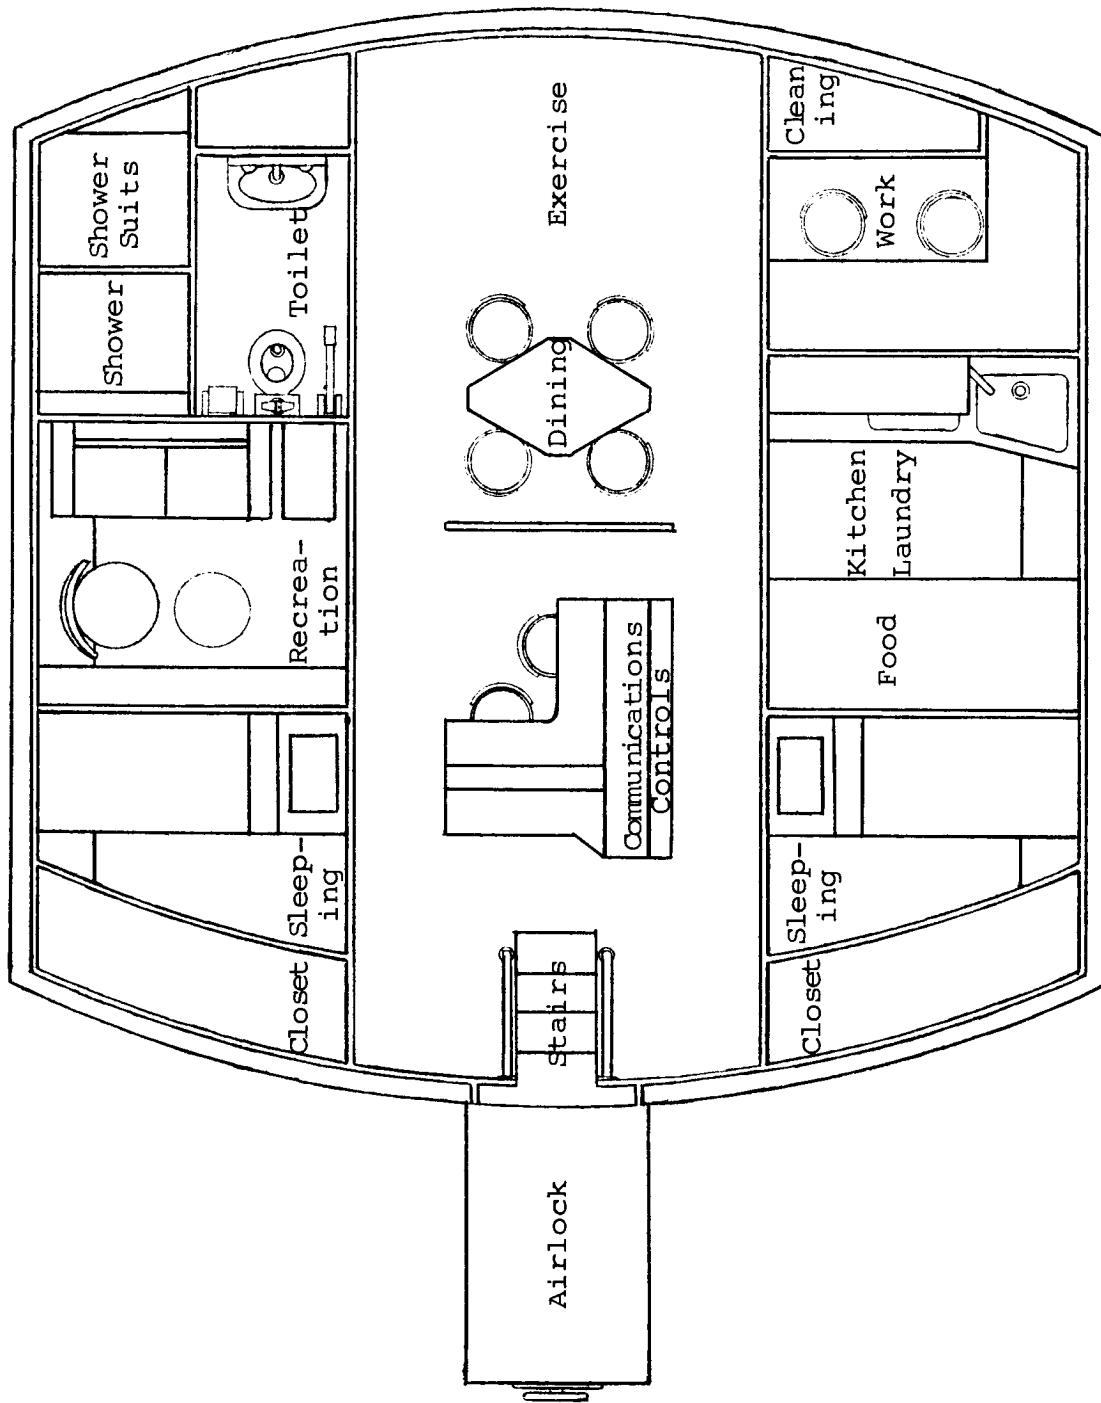 Shower
Suits
Shower
Toilet
Recrea-
tion
Sleep-
ing
Closet
Exercise
Dining
Communications
Controls
Stairs
Airlock
Clean
ing
Work
Kitchen
Laundry
Food
Sleep-
ing
Closet